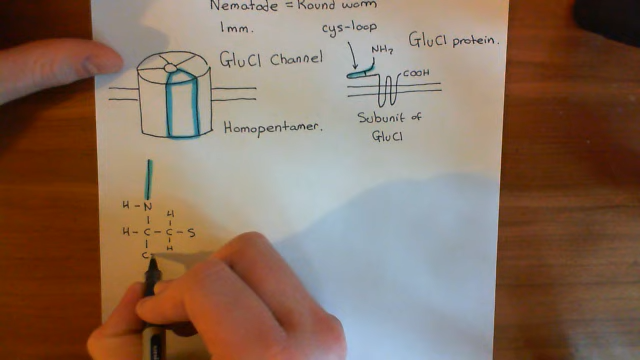 Nematode = Round worm
1mm.
cys-loop
NH₂
GluCl protein.
GluCl Channel
COOH
Subunit of
GluCl
Homopentamer.
H - N
H
H - C - C - S
H
C